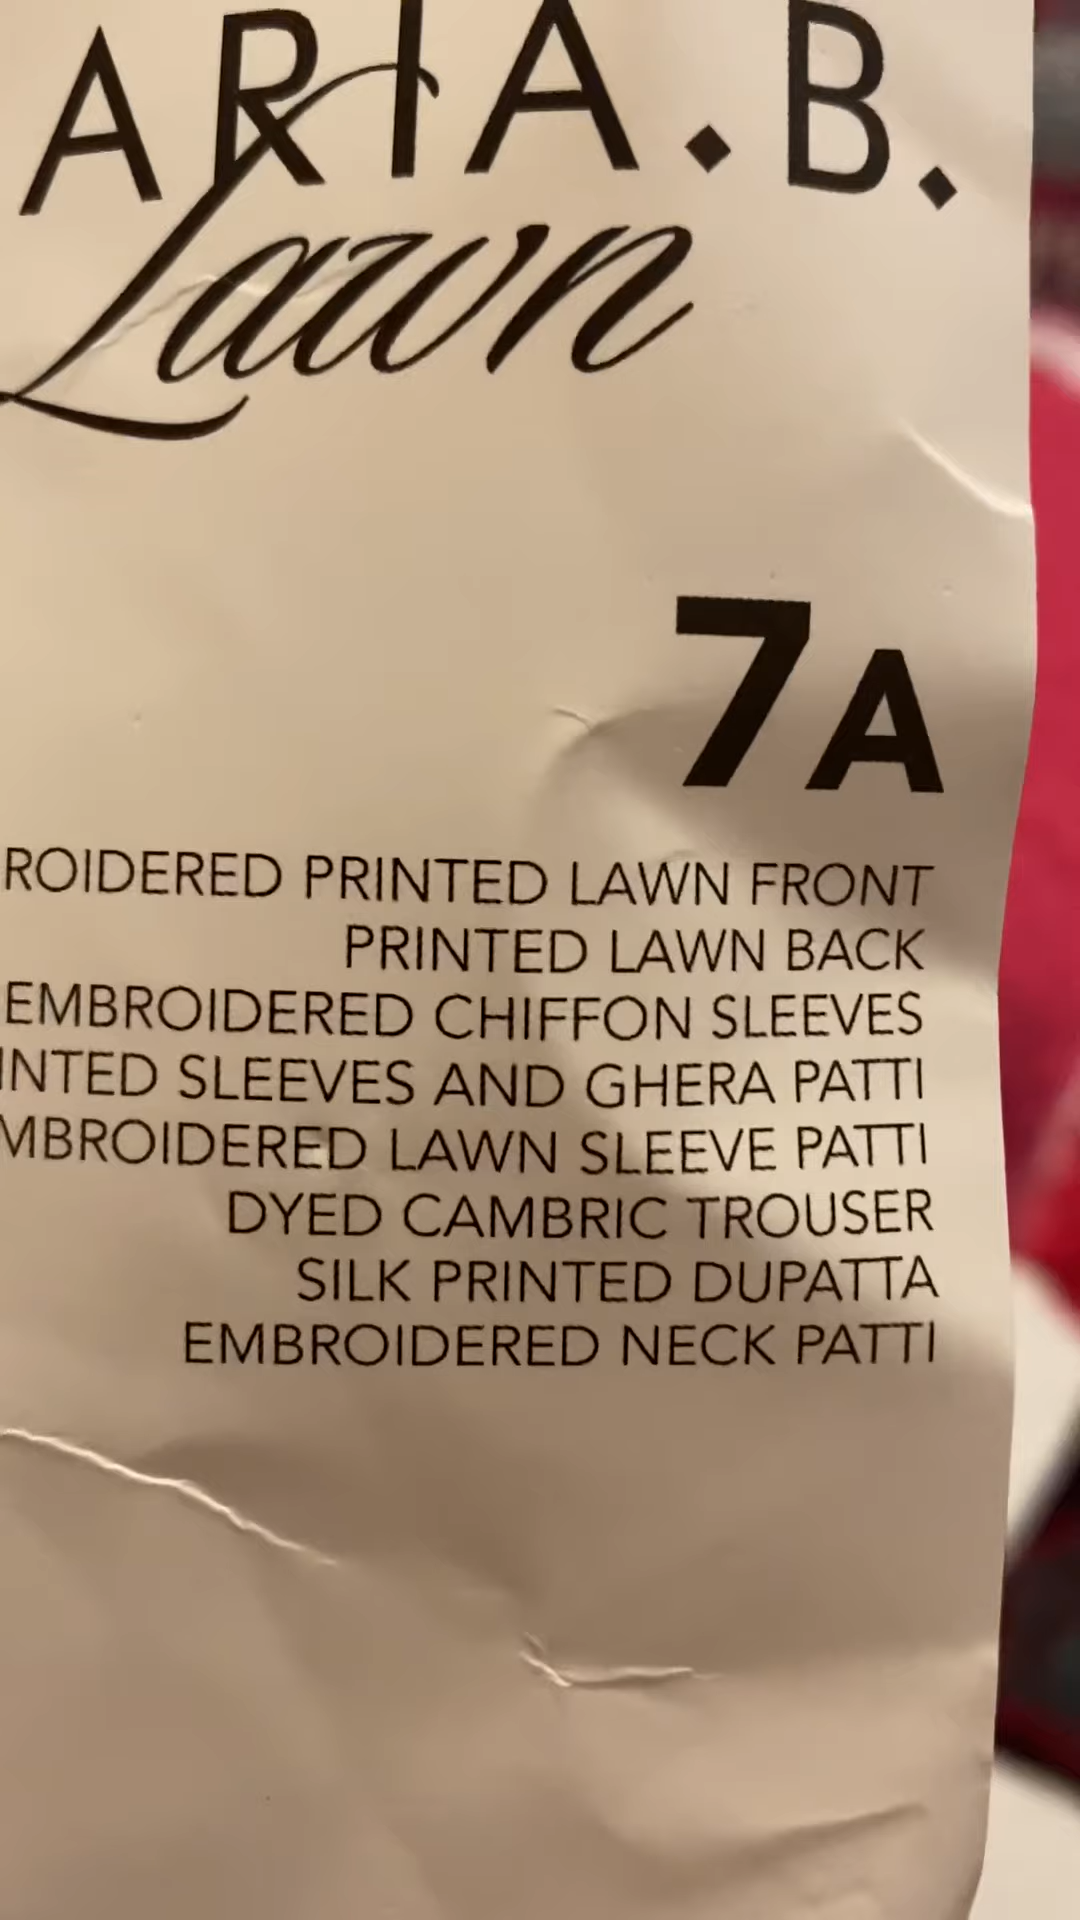 ARIA.B.
Lawn
7A
ROIDERED PRINTED LAWN FRONT
PRINTED LAWN BACK
EMBROIDERED CHIFFON SLEEVES
INTED SLEEVES AND GHERA PATTI
MBROIDERED LAWN SLEEVE PATTI
DYED CAMBRIC TROUSER
SILK PRINTED DUPATTA
EMBROIDERED NECK PATTI